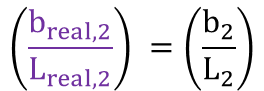 (b_real,2 / L_real,2) = (b_2 / L_2)